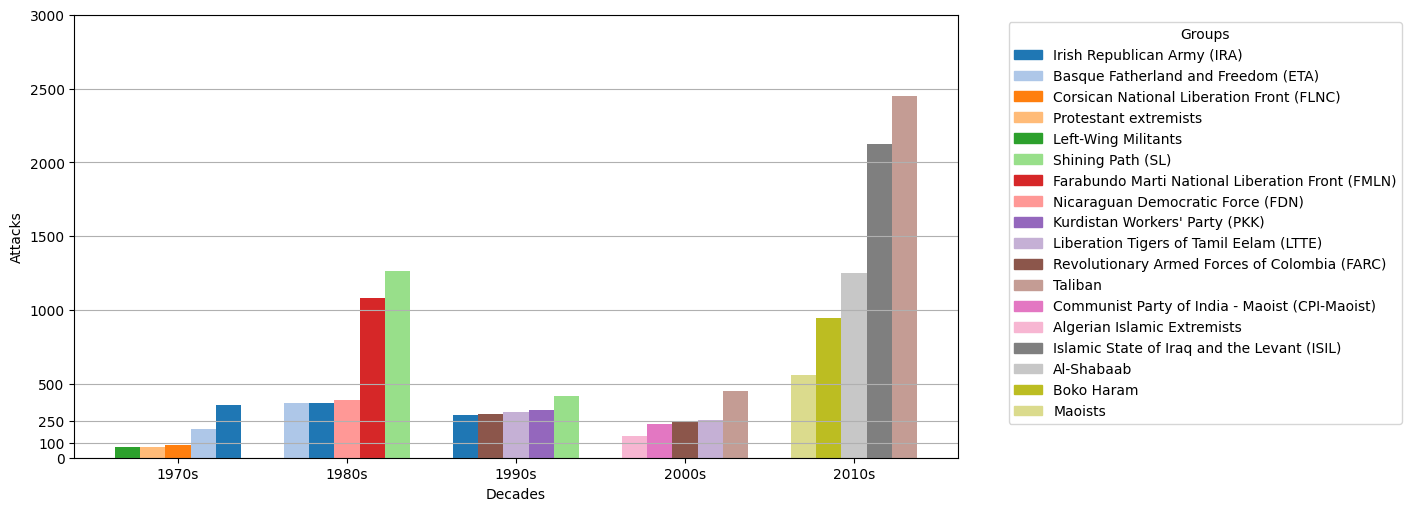 3000
2500
2000
1500
1000
500
250
100
0
Attacks
1970s
1980s
1990s
2000s
2010s
Decades
Groups
Irish Republican Army (IRA)
Basque Fatherland and Freedom (ETA)
Corsican National Liberation Front (FLNC)
Protestant extremists
Left-Wing Militants
Shining Path (SL)
Farabundo Marti National Liberation Front (FMLN)
Nicaraguan Democratic Force (FDN)
Kurdistan Workers' Party (PKK)
Liberation Tigers of Tamil Eelam (LTTE)
Revolutionary Armed Forces of Colombia (FARC)
Taliban
Communist Party of India - Maoist (CPI-Maoist)
Algerian Islamic Extremists
Islamic State of Iraq and the Levant (ISIL)
Al-Shabaab
Boko Haram
Maoists